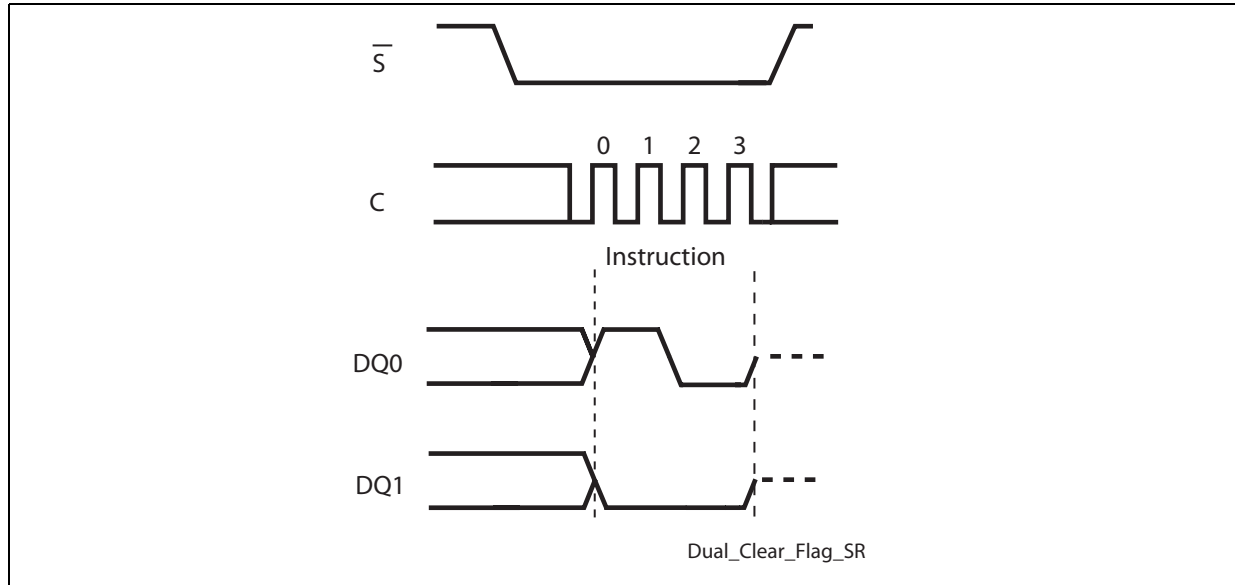 S̅
0 1 2 3
C
Instruction
DQ0
DQ1
Dual_Clear_Flag_SR